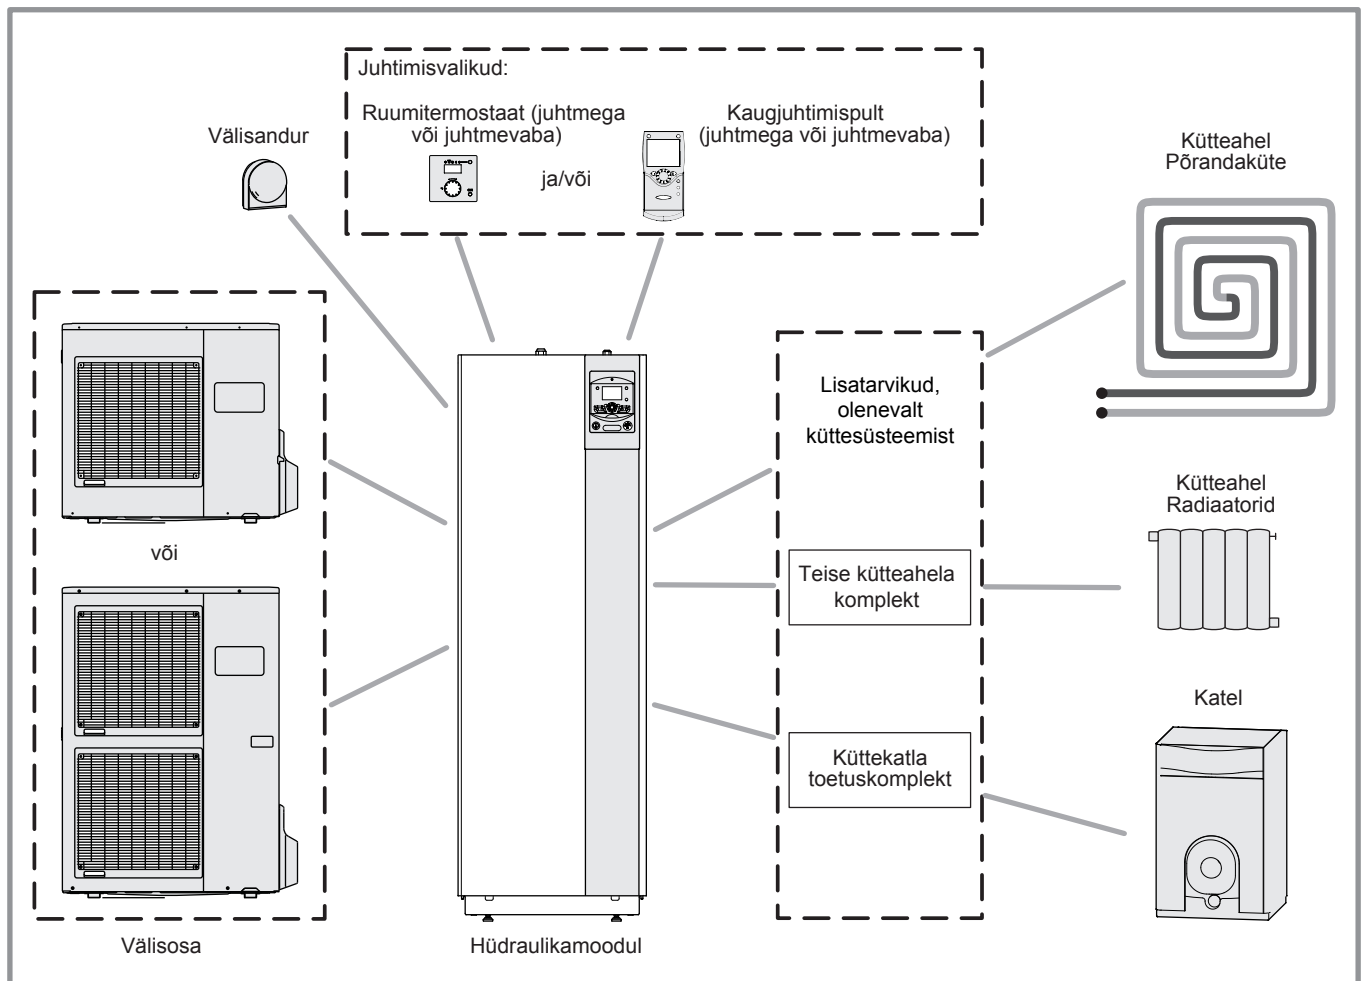 Juhtimisvalikud:
Ruumitermostaat (juhtmega
või juhtmevaba)
ja/või
Kaugjuhtimispult
(juhtmega või juhtmevaba)
Välisandur
Kütteahel
Põrandaküte
Lisatarvikud,
olenevalt
küttesüsteemist
Kütteahel
Radiaatorid
või
Teise kütteahela
komplekt
Katel
Küttekatla
toetuskomplekt
Välisosa
Hüdraulikamoodul